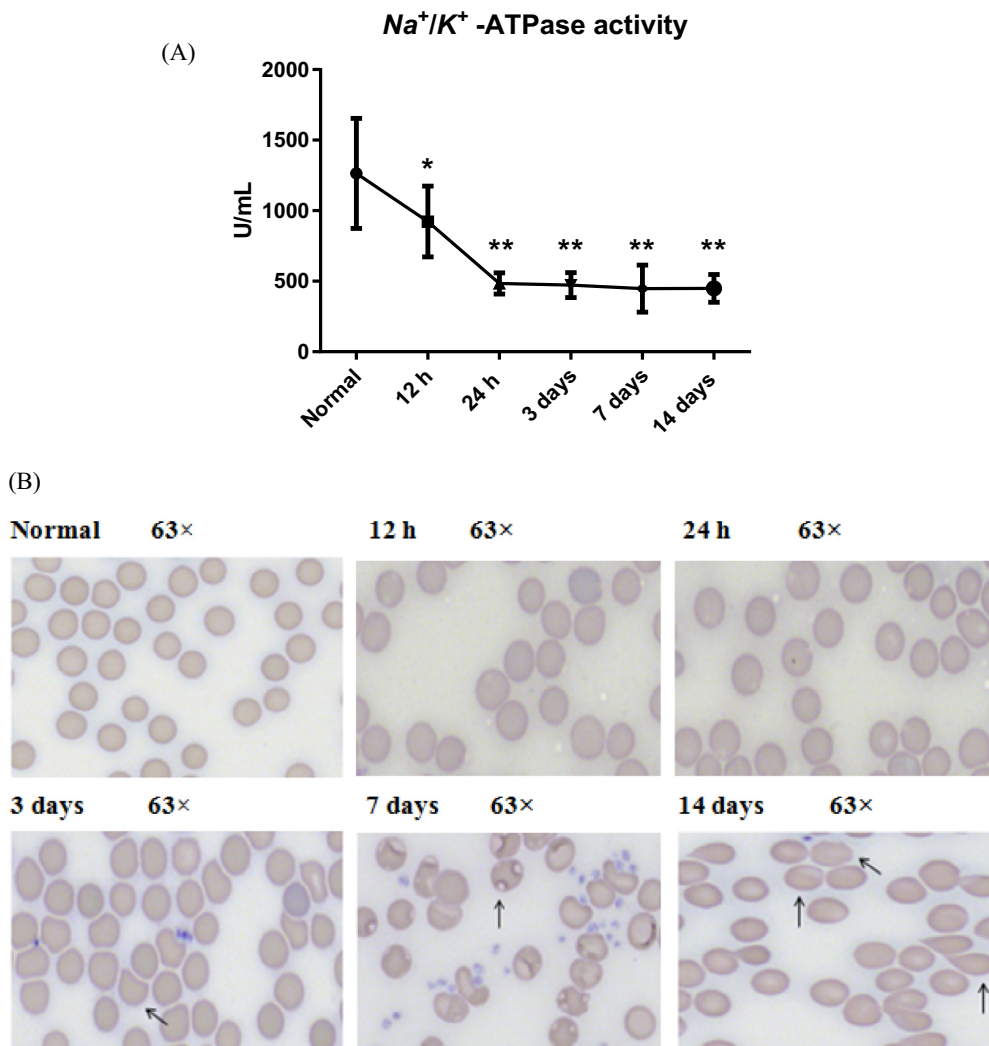 Na⁺/K⁺ -ATPase activity
(A)
2000
1500
1000
500
0
U/mL
*
**
**
**
**
Normal
12 h
24 h
3 days
7 days
14 days
(B)
Normal 63×
12 h 63×
24 h 63×
3 days 63×
7 days 63×
14 days 63×